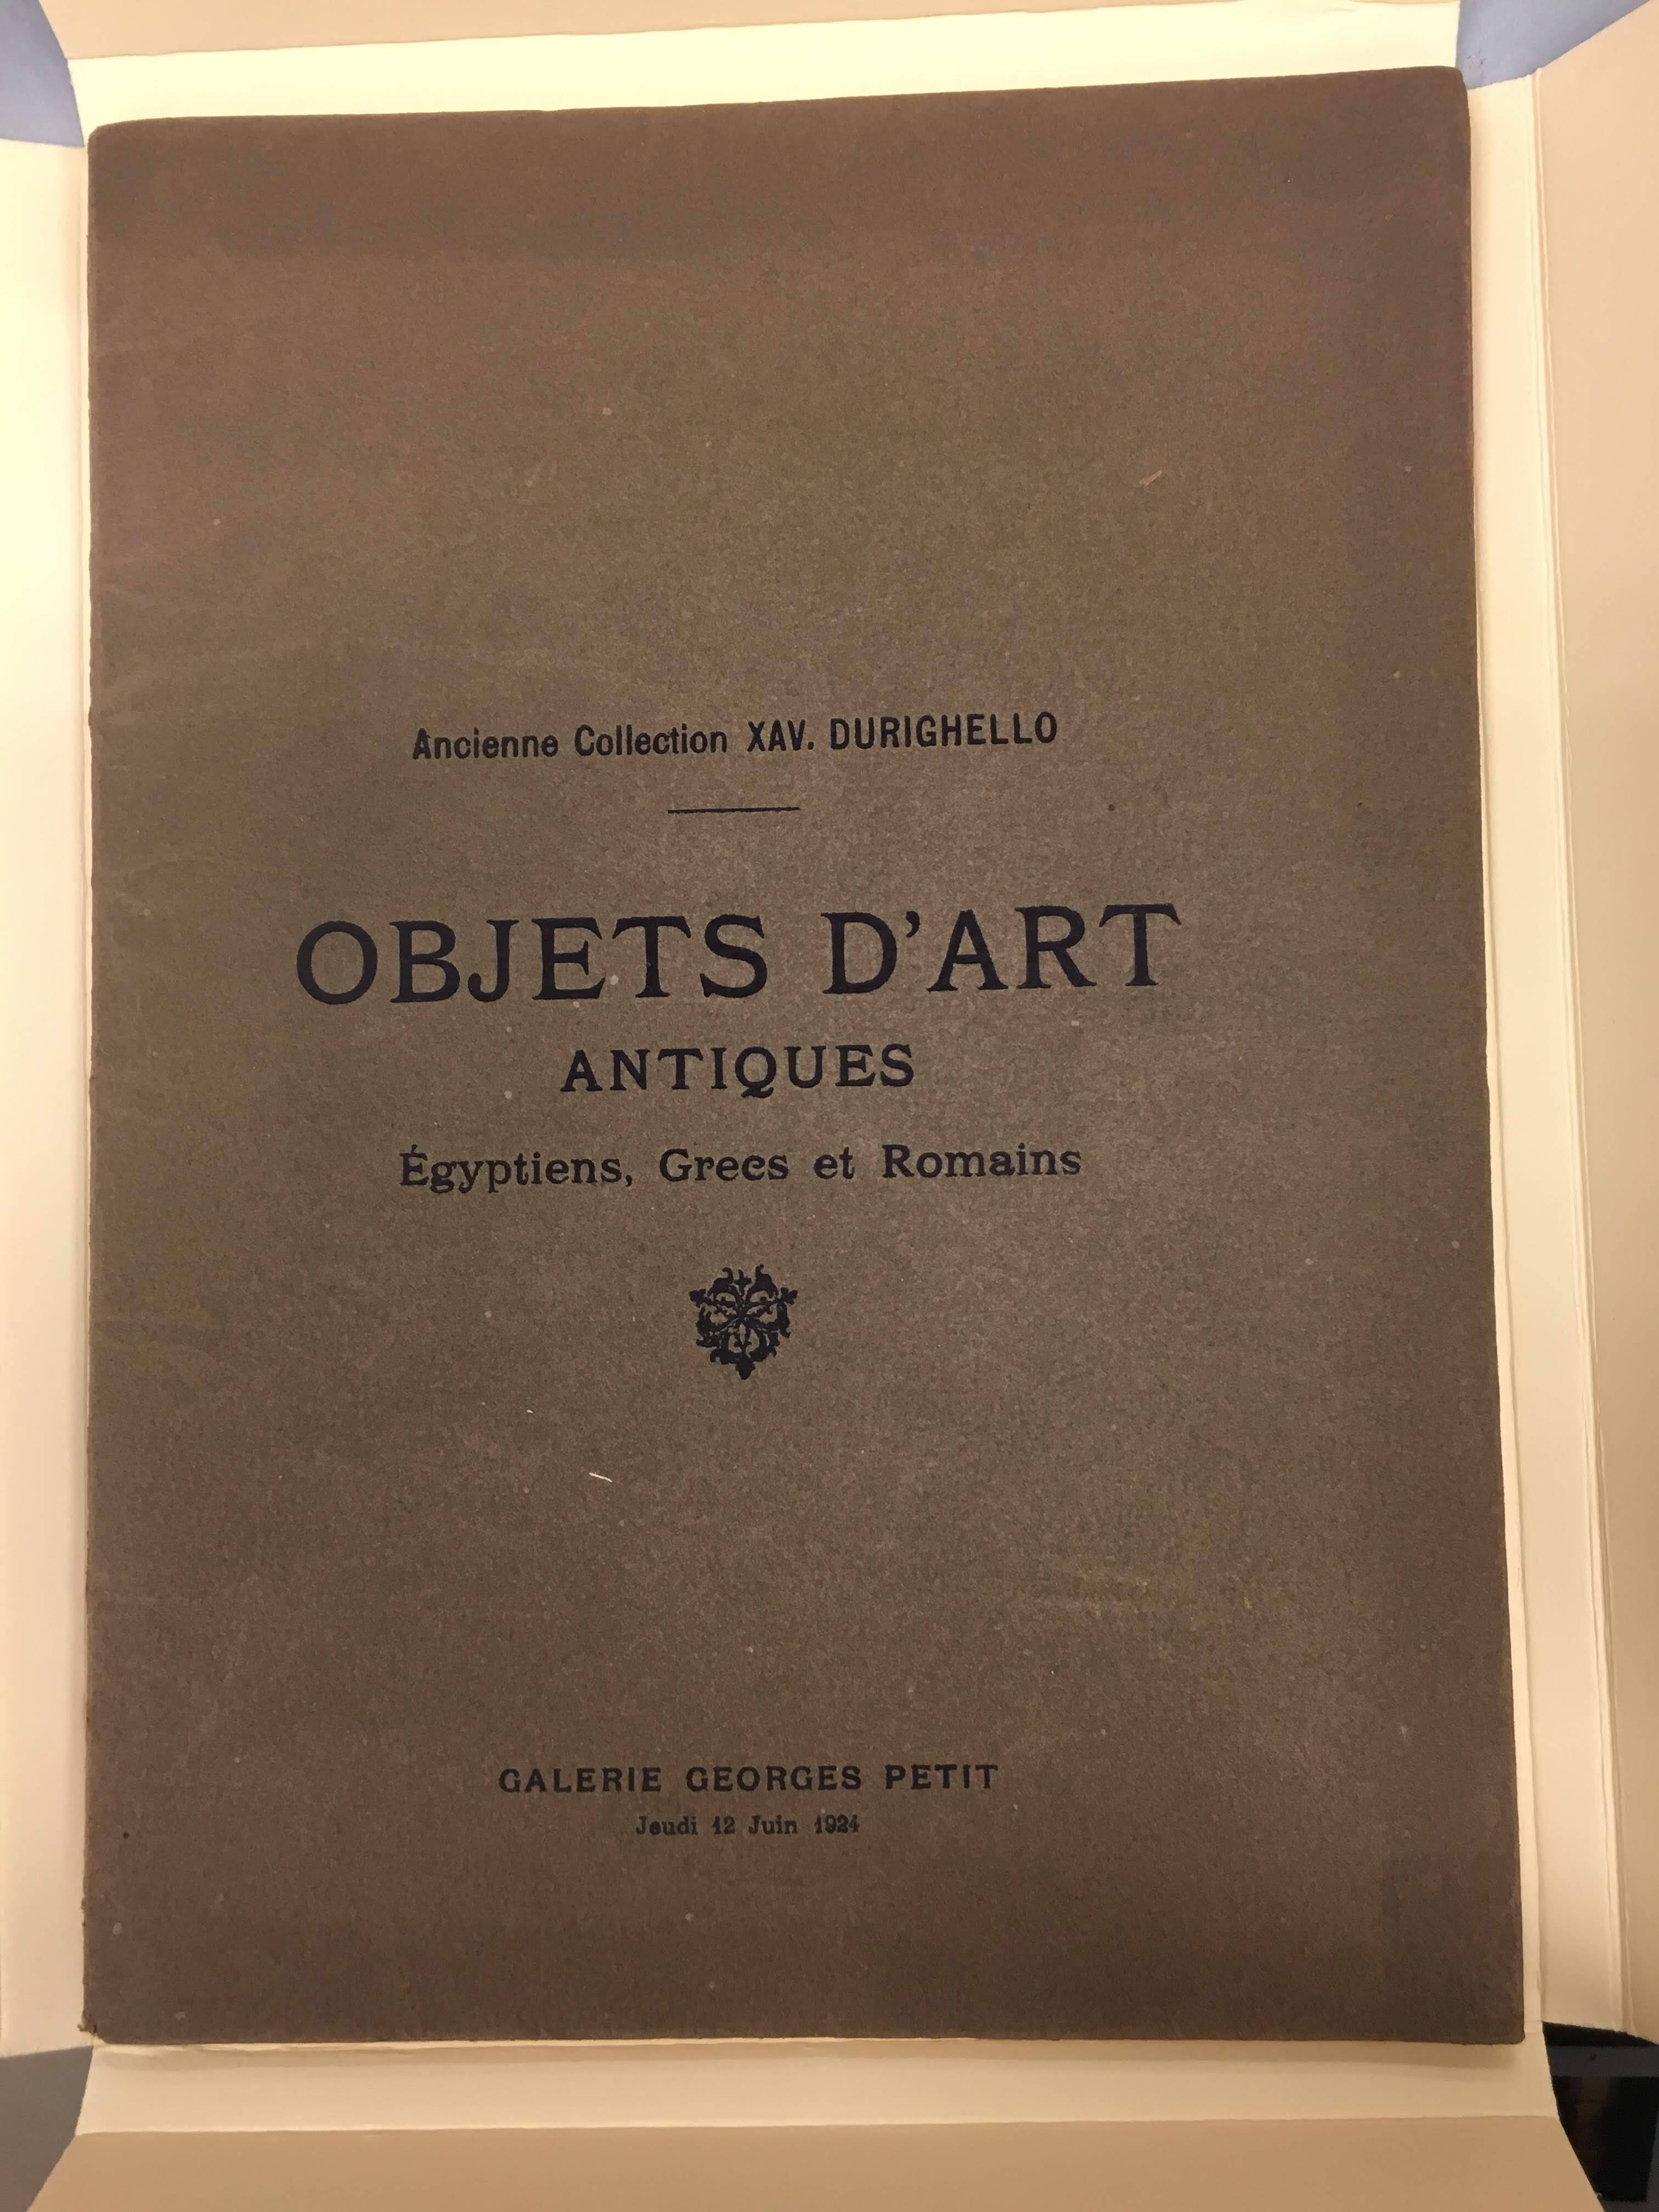 Ancienne Collection XAV. DURIGHELLO
OBJETS D'ART
ANTIQUES
Égyptiens, Grecs et Romains
GALERIE GEORGES PETIT
Jeudi 12 Juin 1924